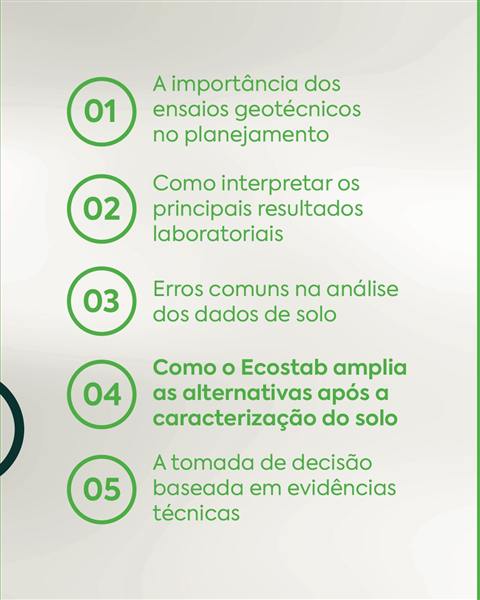 01
A importância dos
ensaios geotécnicos
no planejamento
02
Como interpretar os
principais resultados
laboratoriais
03
Erros comuns na análise
dos dados de solo
04
Como o Ecostab amplia
as alternativas após a
caracterização do solo
05
A tomada de decisão
baseada em evidências
técnicas